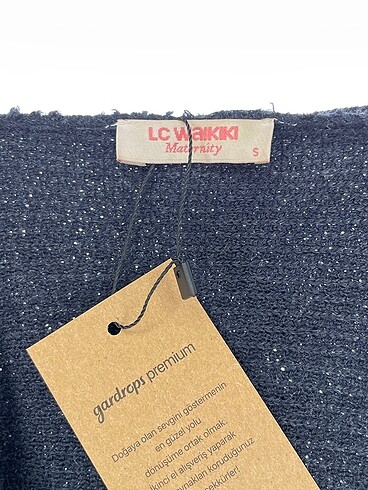 LC WAIKIKI
Maternity
S
gardrops premium
Doğaya olan sevgini göstermenin
en güzel yolu
dönüşüme ortak olmak.
ikinci el alışveriş yaparak
kaynakları koruduğunuz